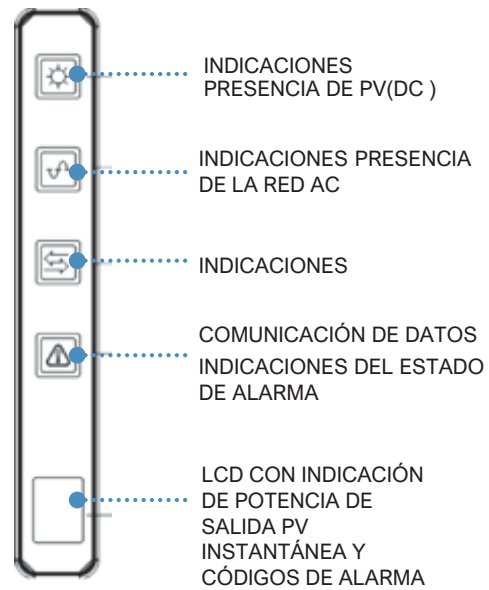 INDICACIONES
PRESENCIA DE PV(DC )
INDICACIONES PRESENCIA
DE LA RED AC
INDICACIONES
COMUNICACIÓN DE DATOS
INDICACIONES DEL ESTADO
DE ALARMA
LCD CON INDICACIÓN
DE POTENCIA DE
SALIDA PV
INSTANTÁNEA Y
CÓDIGOS DE ALARMA